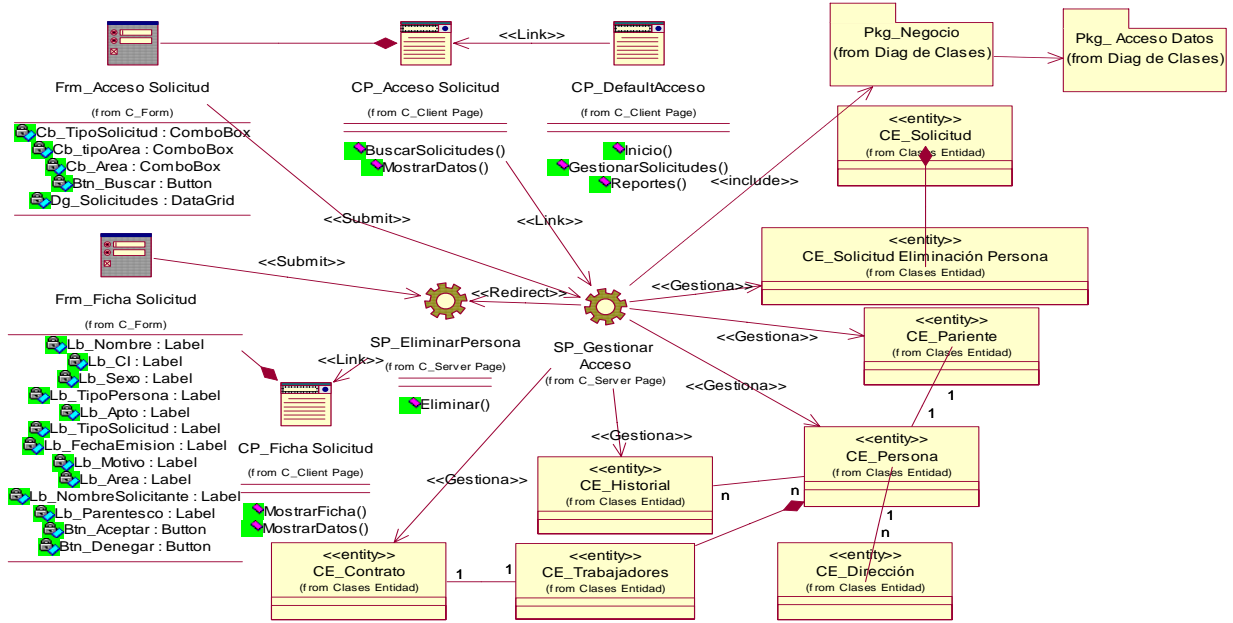 Frm_Acceso Solicitud
(from C_Form)
Cb_TipoSolicitud : ComboBox
Cb_tipoArea : ComboBox
Cb_Area : ComboBox
Btn_Buscar : Button
Dg_Solicitudes : DataGrid
CP_Acceso Solicitud
(from C_Client Page)
BuscarSolicitudes()
MostrarDatos()
<<Link>>
CP_DefaultAcceso
(from C_Client Page)
Inicio()
GestionarSolicitudes()
Reportes()
Pkg_Negocio
(from Diag de Clases)
Pkg_ Acceso Datos
(from Diag de Clases)
<<entity>>
CE_Solicitud
(from Clases Entidad)
<<include>>
<<Submit>>
<<Link>>
<<entity>>
CE_Solicitud Eliminación Persona
(from Clases Entidad)
Frm_Ficha Solicitud
(from C_Form)
Lb_Nombre : Label
Lb_CI : Label
Lb_Sexo : Label
Lb_TipoPersona : Label
Lb_Apto : Label
Lb_TipoSolicitud : Label
Lb_FechaEmision : Label
Lb_Motivo : Label
Lb_Area : Label
Lb_NombreSolicitante : Label
Lb_Parentesco : Label
Btn_Aceptar : Button
Btn_Denegar : Button
<<Submit>>
<<Redirect>>
<<Gestiona>>
SP_EliminarPersona
(from C_Server Page)
Eliminar()
<<Link>>
SP_Gestionar
Acceso
(from C_Server Page)
<<Gestiona>>
<<entity>>
CE_Pariente
(from Clases Entidad)
<<Gestiona>>
1
1
CP_Ficha Solicitud
(from C_Client Page)
MostrarFicha()
MostrarDatos()
<<Gestiona>>
<<Gestiona>>
<<entity>>
CE_Historial
(from Clases Entidad)
n
n
<<entity>>
CE_Persona
(from Clases Entidad)
1
n
<<entity>>
CE_Contrato
(from Clases Entidad)
1
1
<<entity>>
CE_Trabajadores
(from Clases Entidad)
<<entity>>
CE_Dirección
(from Clases Entidad)